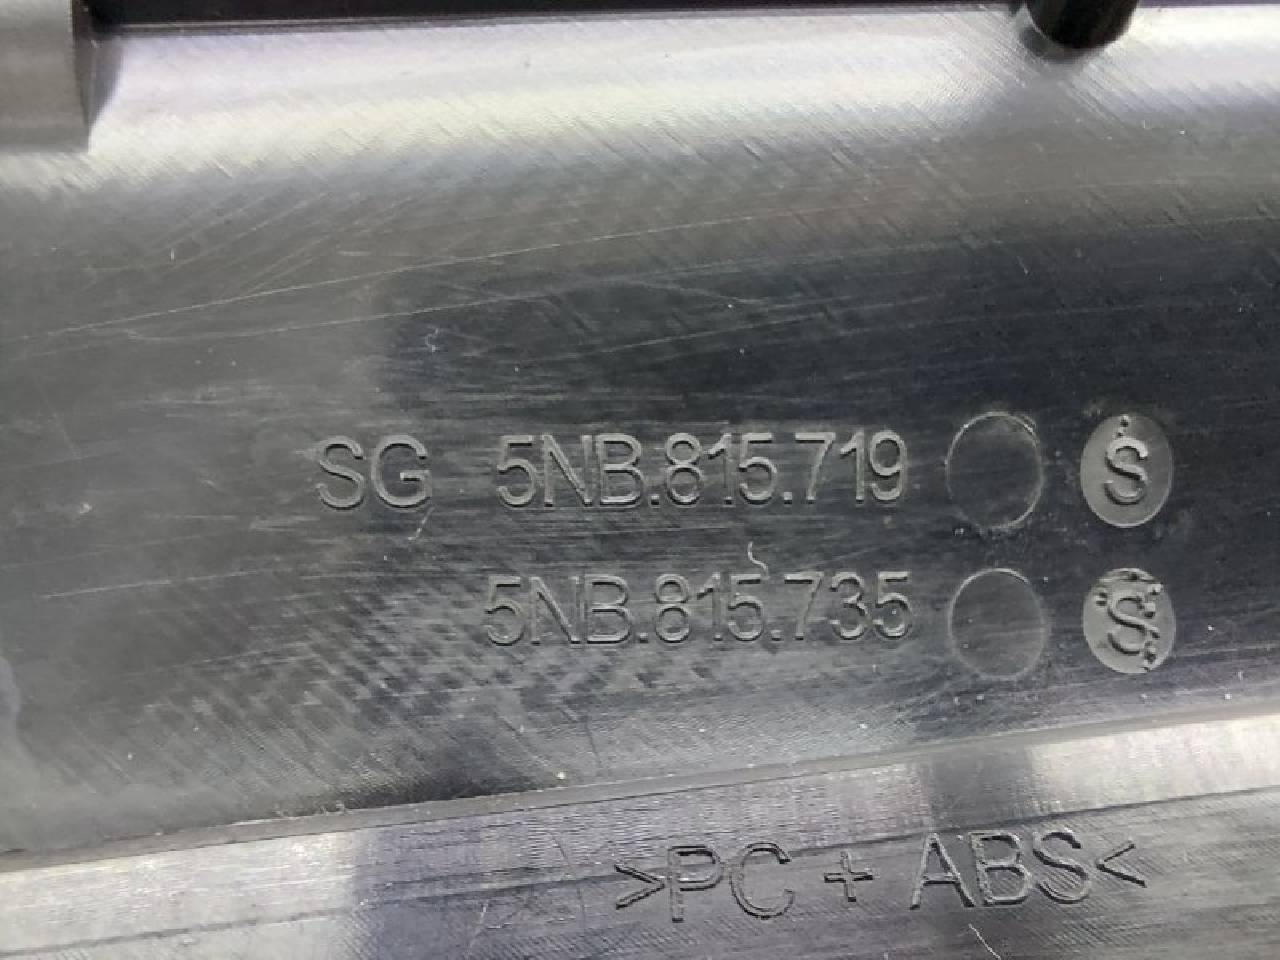 SG 5NB.815.719 S
5NB.815.735 S
>PC + ABS<